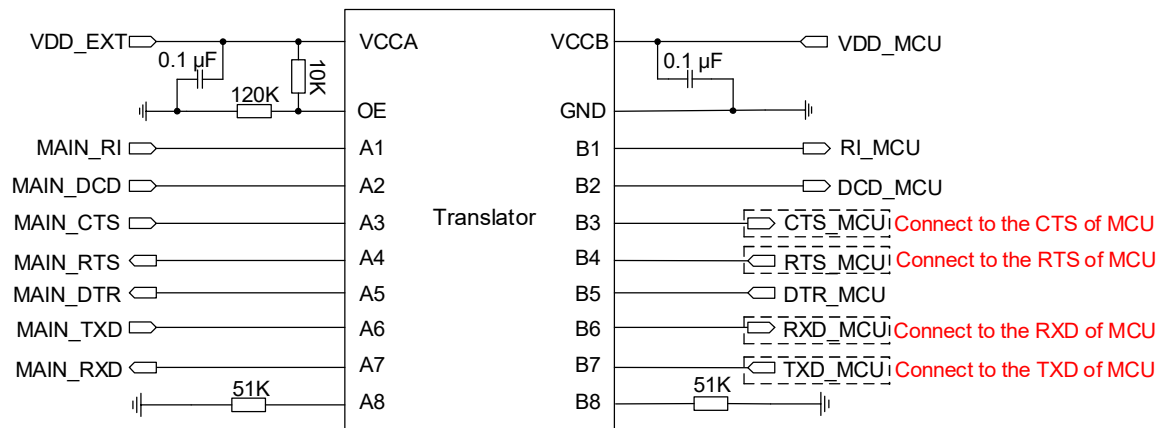 VDD_EXT VCCA VCCB VDD_MCU
0.1 µF 10K 0.1 µF
120K OE GND
MAIN_RI A1 B1 RI_MCU
MAIN_DCD A2 B2 DCD_MCU
MAIN_CTS A3 Translator B3 CTS_MCU Connect to the CTS of MCU
MAIN_RTS A4 B4 RTS_MCU Connect to the RTS of MCU
MAIN_DTR A5 B5 DTR_MCU
MAIN_TXD A6 B6 RXD_MCU Connect to the RXD of MCU
MAIN_RXD A7 B7 TXD_MCU Connect to the TXD of MCU
51K A8 B8 51K